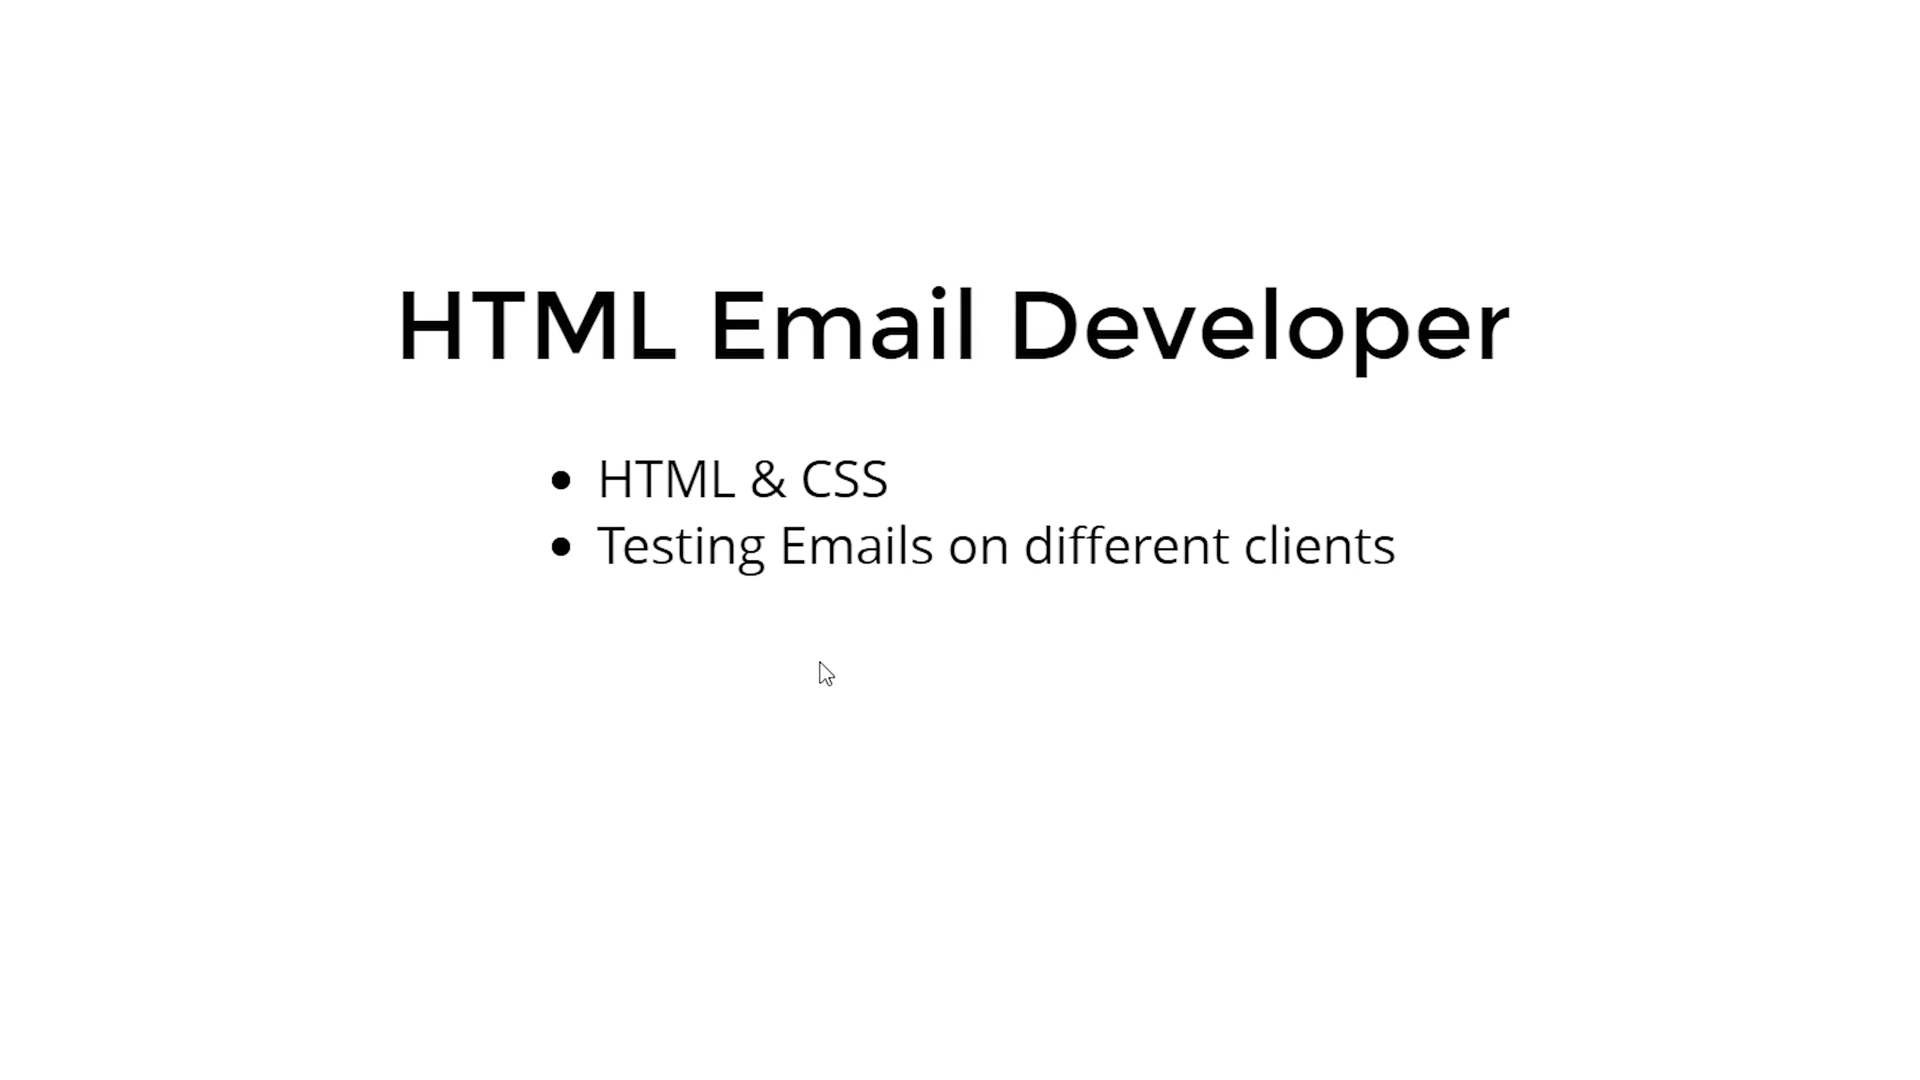 HTML Email Developer
• HTML & CSS
• Testing Emails on different clients